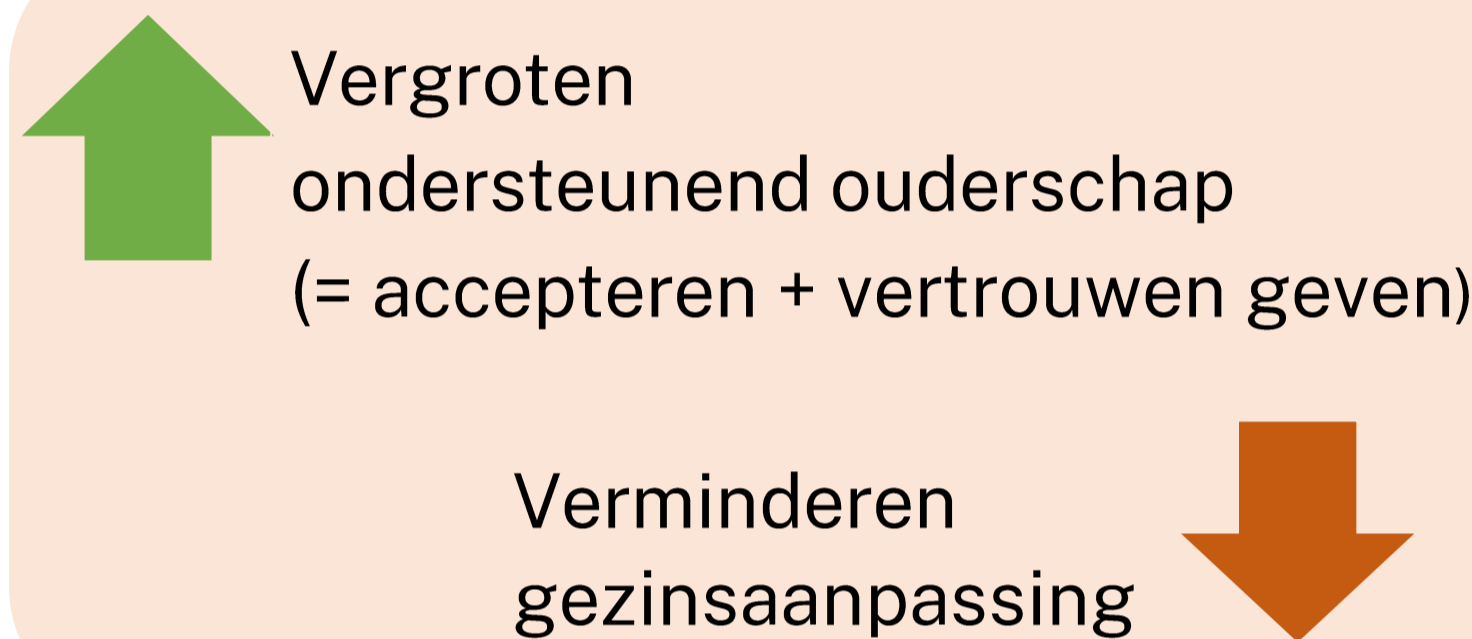 Vergroten
ondersteunend ouderschap
(= accepteren + vertrouwen geven)
Verminderen
gezinsaanpassing